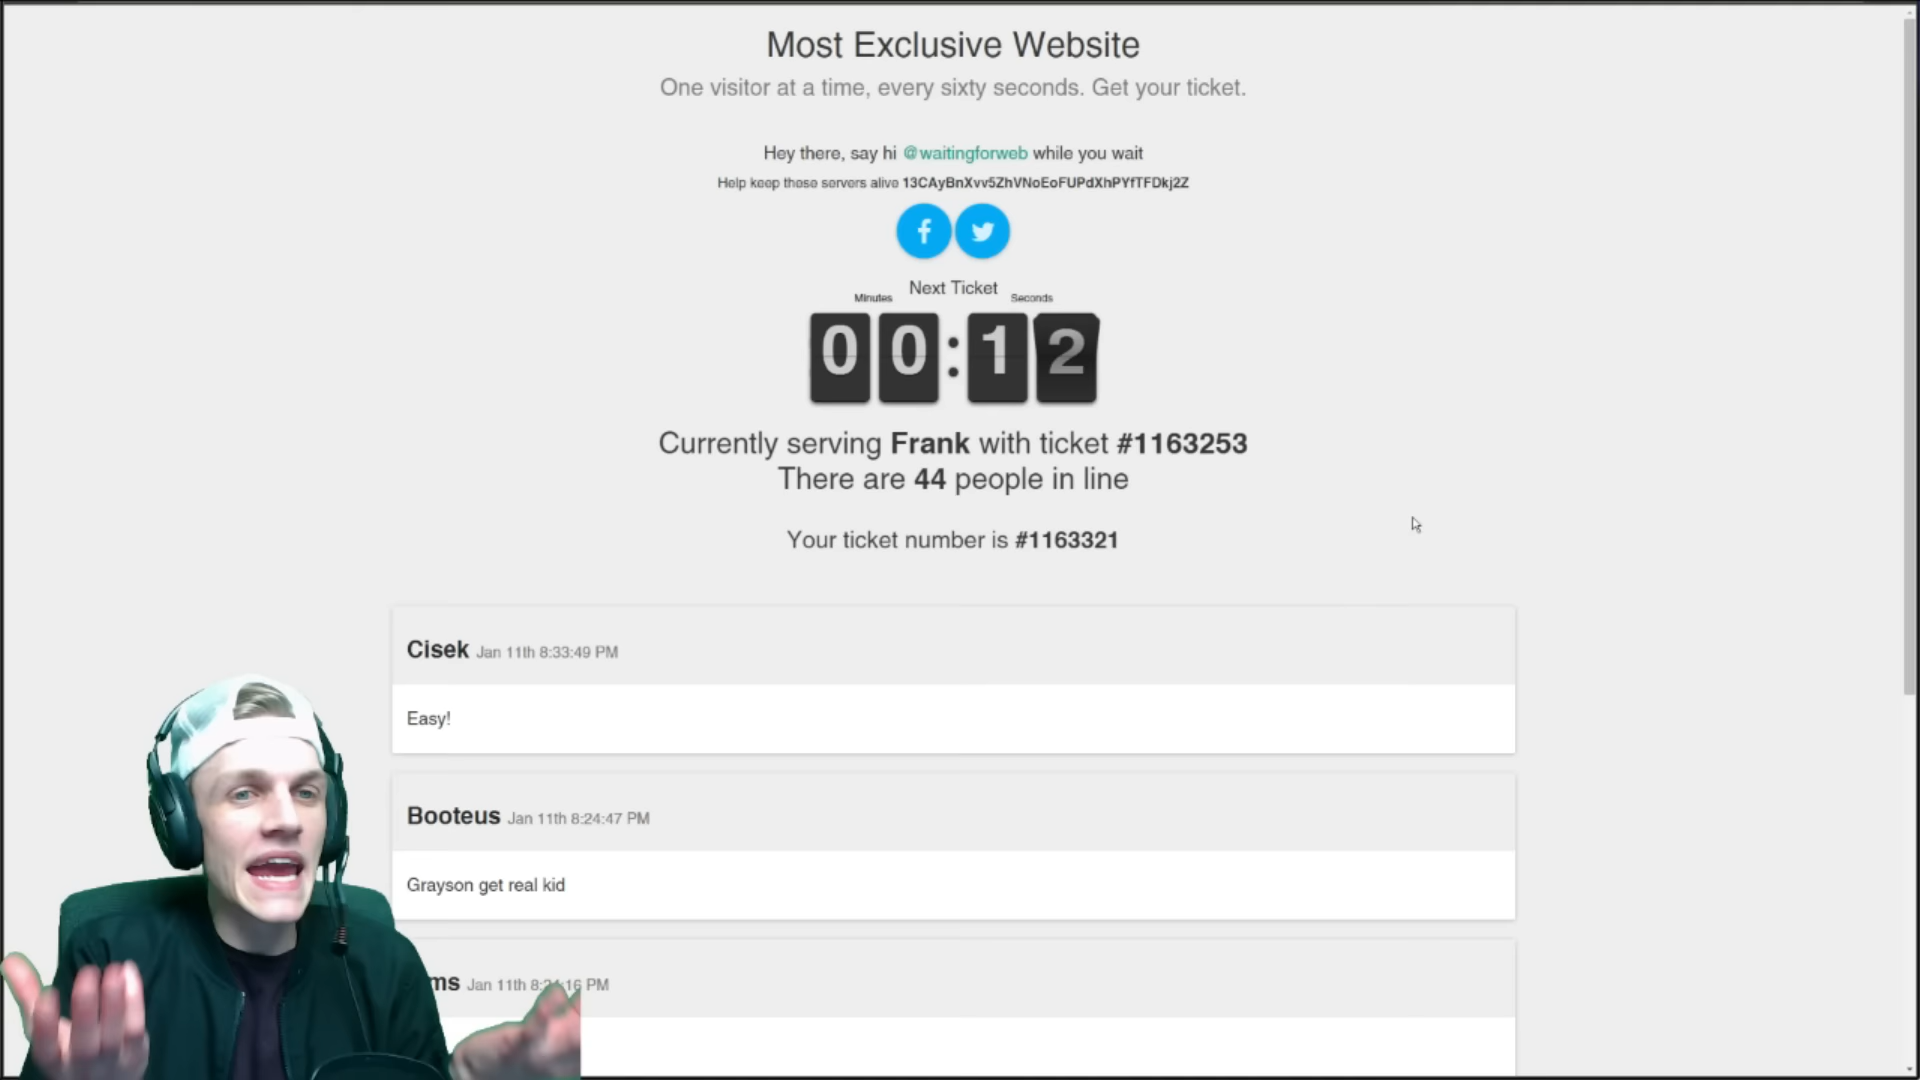 Most Exclusive Website
One visitor at a time, every sixty seconds. Get your ticket.
Hey there, say hi @waitingforweb while you wait
Help keep these servers alive 13CAyBnXvv5ZhVNoEoFUPdXhPYfTFDkj2Z
Next Ticket
Minutes Seconds
00:12
Currently serving Frank with ticket #1163253
There are 44 people in line
Your ticket number is #1163321
Cisek Jan 11th 8:33:49 PM
Easy!
Booteus Jan 11th 8:24:47 PM
Grayson get real kid
ms Jan 11th 8:16 PM